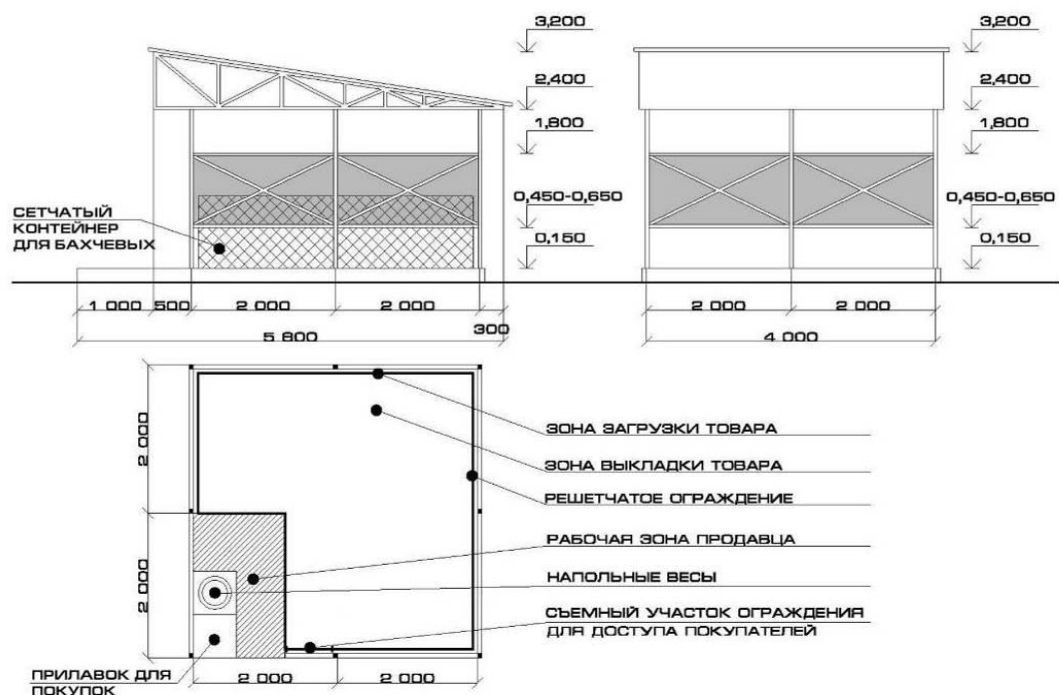 3,200
2,400
1,800
0,450-0,650
0,150
3,200
2,400
1,800
0,450-0,650
0,150
СЕТЧАТЫЙ
КОНТЕЙНЕР
ДЛЯ БАХЧЕВЫХ
1 000 500 2 000 2 000
300
5 800
2 000 2 000
4 000
2 000
2 000
ЗОНА ЗАГРУЗКИ ТОВАРА
ЗОНА ВЫКЛАДКИ ТОВАРА
РЕШЕТЧАТОЕ ОГРАЖДЕНИЕ
РАБОЧАЯ ЗОНА ПРОДАВЦА
НАПОЛЬНЫЕ ВЕСЫ
СЪЕМНЫЙ УЧАСТОК ОГРАЖДЕНИЯ
ДЛЯ ДОСТУПА ПОКУПАТЕЛЕЙ
ПРИЛАВОК ДЛЯ
ПОКУПОК
2 000 2 000